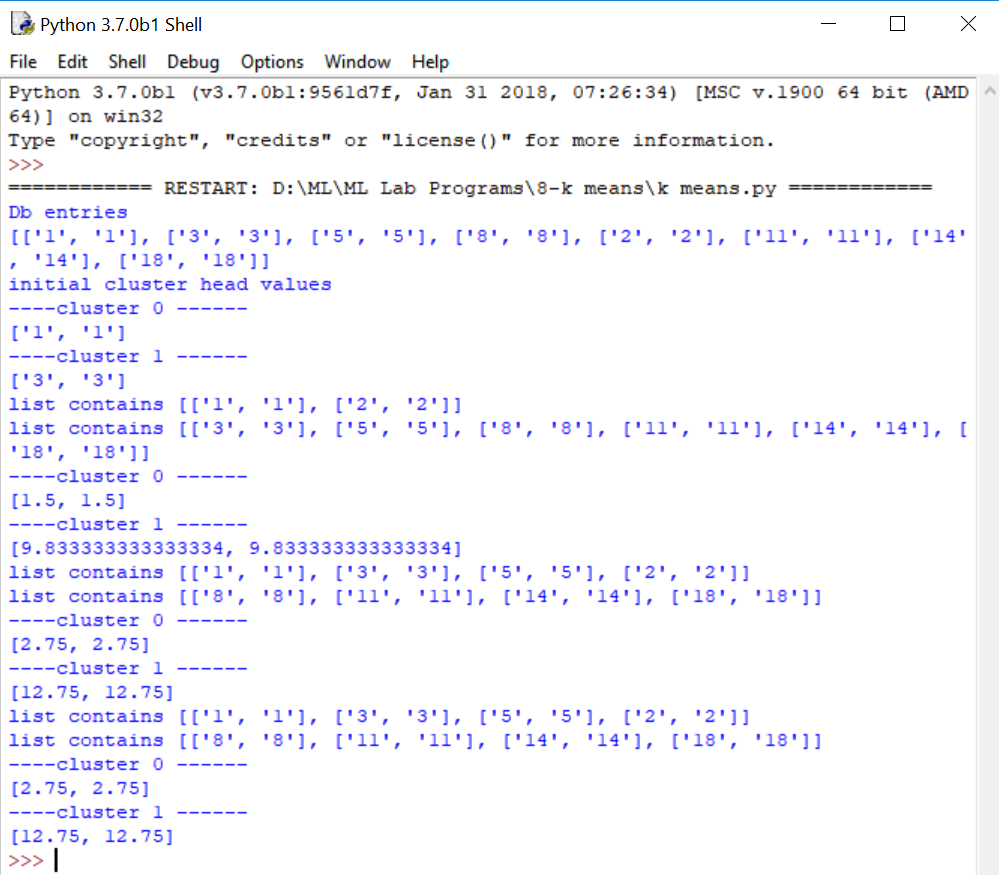 Python 3.7.0b1 Shell
File Edit Shell Debug Options Window Help
Python 3.7.0b1 (v3.7.0b1:9561d7f, Jan 31 2018, 07:26:34) [MSC v.1900 64 bit (AMD
64)] on win32
Type "copyright", "credits" or "license()" for more information.
>>>
============ RESTART: D:\ML\ML Lab Programs\8-k means\k means.py ============
Db entries
[['1', '1'], ['3', '3'], ['5', '5'], ['8', '8'], ['2', '2'], ['11', '11'], ['14'
, '14'], ['18', '18']]
initial cluster head values
----cluster 0 ------
['1', '1']
----cluster 1 ------
['3', '3']
list contains [['1', '1'], ['2', '2']]
list contains [['3', '3'], ['5', '5'], ['8', '8'], ['11', '11'], ['14', '14'], [
'18', '18']]
----cluster 0 ------
[1.5, 1.5]
----cluster 1 ------
[9.833333333333334, 9.833333333333334]
list contains [['1', '1'], ['3', '3'], ['5', '5'], ['2', '2']]
list contains [['8', '8'], ['11', '11'], ['14', '14'], ['18', '18']]
----cluster 0 ------
[2.75, 2.75]
----cluster 1 ------
[12.75, 12.75]
list contains [['1', '1'], ['3', '3'], ['5', '5'], ['2', '2']]
list contains [['8', '8'], ['11', '11'], ['14', '14'], ['18', '18']]
----cluster 0 ------
[2.75, 2.75]
----cluster 1 ------
[12.75, 12.75]
>>>